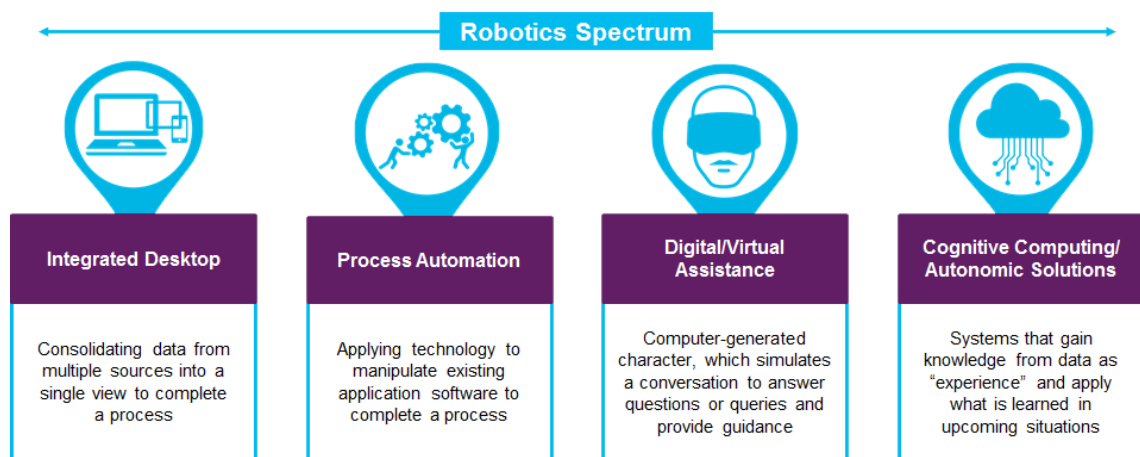 Robotics Spectrum
Integrated Desktop
Consolidating data from
multiple sources into a
single view to complete
a process
Process Automation
Applying technology to
manipulate existing
application software to
complete a process
Digital/Virtual
Assistance
Computer-generated
character, which simulates
a conversation to answer
questions or queries and
provide guidance
Cognitive Computing/
Autonomic Solutions
Systems that gain
knowledge from data as
“experience” and apply
what is learned in
upcoming situations